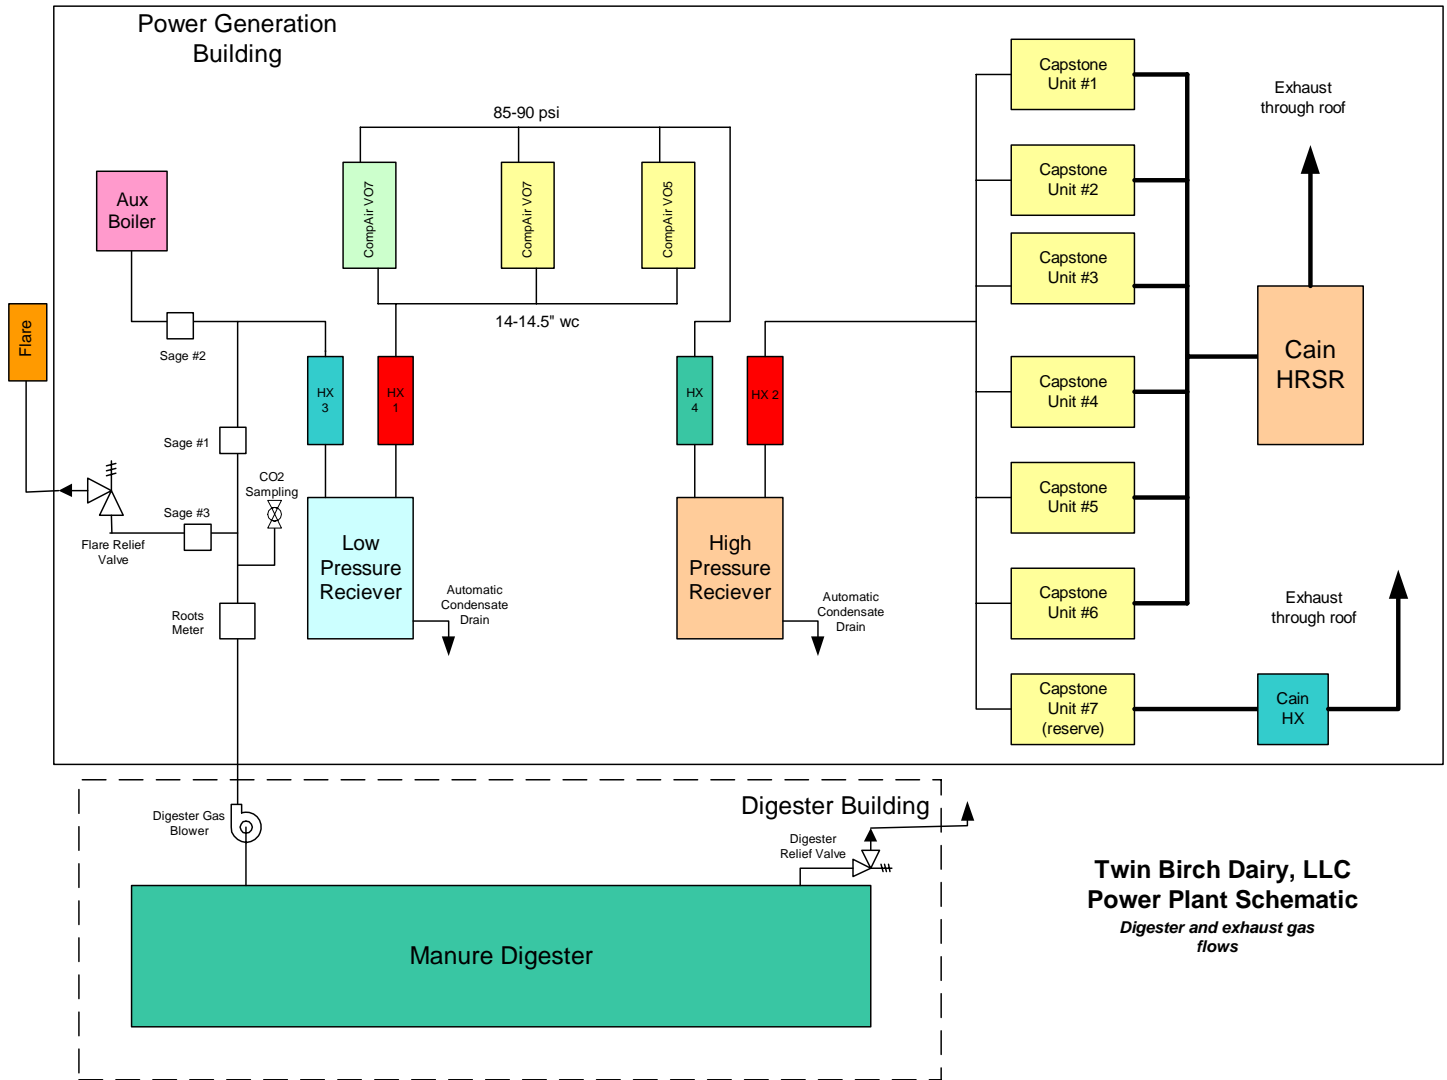 Power Generation
Building
85-90 psi
Capstone
Unit #1
Exhaust
through roof
Aux
Boiler
CompAir VO7
CompAir VO7
CompAir VO5
Capstone
Unit #2
Capstone
Unit #3
Flare
Sage #2
14-14.5" wc
HX
3
HX
1
HX
4
HX 2
Cain
HRSR
Capstone
Unit #4
Sage #1
CO2
Sampling
Sage #3
Flare Relief
Valve
Low
Pressure
Reciever
High
Pressure
Reciever
Capstone
Unit #5
Automatic
Condensate
Drain
Automatic
Condensate
Drain
Capstone
Unit #6
Exhaust
through roof
Roots
Meter
Capstone
Unit #7
(reserve)
Cain
HX
Digester Gas
Blower
Digester Building
Digester
Relief Valve
Manure Digester
Twin Birch Dairy, LLC
Power Plant Schematic
Digester and exhaust gas
flows